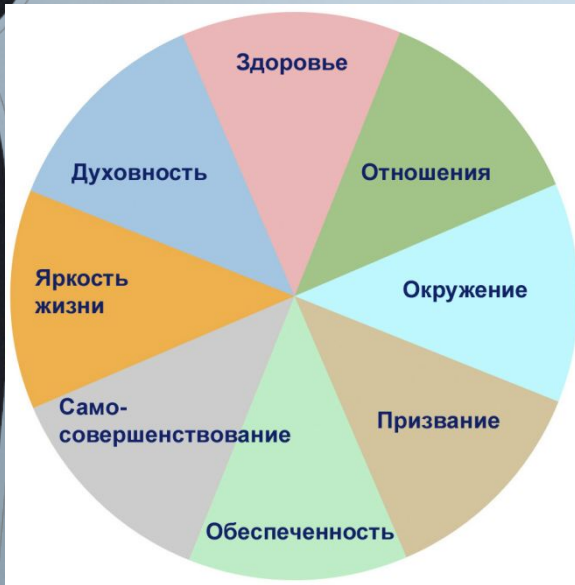 Здоровье
Отношения
Окружение
Призвание
Обеспеченность
Само-
совершенствование
Яркость
жизни
Духовность